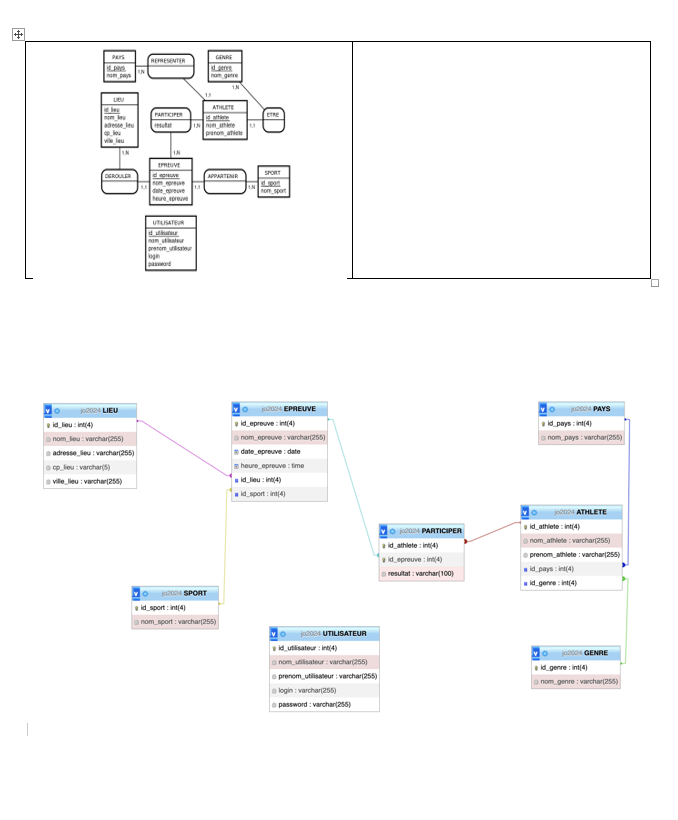 PAYS
id_pays
nom_pays
1,N
REPRESENTER
GENRE
id_genre
nom_genre
1,N
1,1
LIEU
id_lieu
nom_lieu
adresse_lieu
cp_lieu
ville_lieu
PARTICIPER
resultat
1,N
ATHLETE
id_athlete
nom_athlete
prenom_athlete
1,1
ETRE
1,N
1,N
DEROULER
1,1
EPREUVE
id_epreuve
nom_epreuve
date_epreuve
heure_epreuve
1,1
APPARTENIR
1,N
SPORT
id_sport
nom_sport
UTILISATEUR
id_utilisateur
nom_utilsateur
prenom_utilisateur
login
password
jo2024 LIEU
id_lieu : int(4)
nom_lieu : varchar(255)
adresse_lieu : varchar(255)
cp_lieu : varchar(5)
ville_lieu : varchar(255)
jo2024 EPREUVE
id_epreuve : int(4)
nom_epreuve : varchar(255)
date_epreuve : date
heure_epreuve : time
id_lieu : int(4)
id_sport : int(4)
jo2024 PAYS
id_pays : int(4)
nom_pays : varchar(255)
jo2024 PARTICIPER
id_athlete : int(4)
id_epreuve : int(4)
resultat : varchar(100)
jo2024 ATHLETE
id_athlete : int(4)
nom_athlete : varchar(255)
prenom_athlete : varchar(255)
id_pays : int(4)
id_genre : int(4)
jo2024 SPORT
id_sport : int(4)
nom_sport : varchar(255)
jo2024 UTILISATEUR
id_utilisateur : int(4)
nom_utilisateur : varchar(255)
prenom_utilisateur : varchar(255)
login : varchar(255)
password : varchar(255)
jo2024 GENRE
id_genre : int(4)
nom_genre : varchar(255)